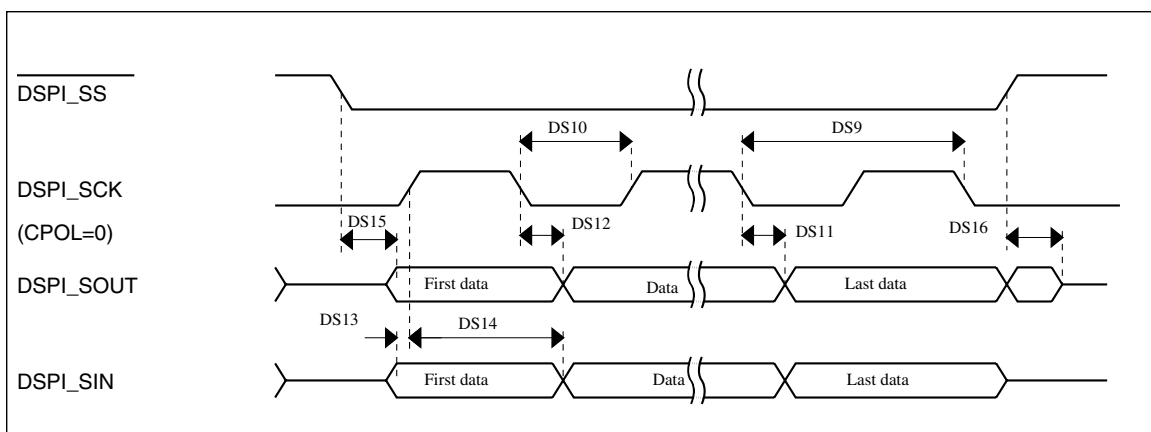 DSPI_SS
DS10
DS9
DSPI_SCK
(CPOL=0)
DS15
DS12
DS11
DS16
DSPI_SOUT
First data
Data
Last data
DS13
DS14
DSPI_SIN
First data
Data
Last data